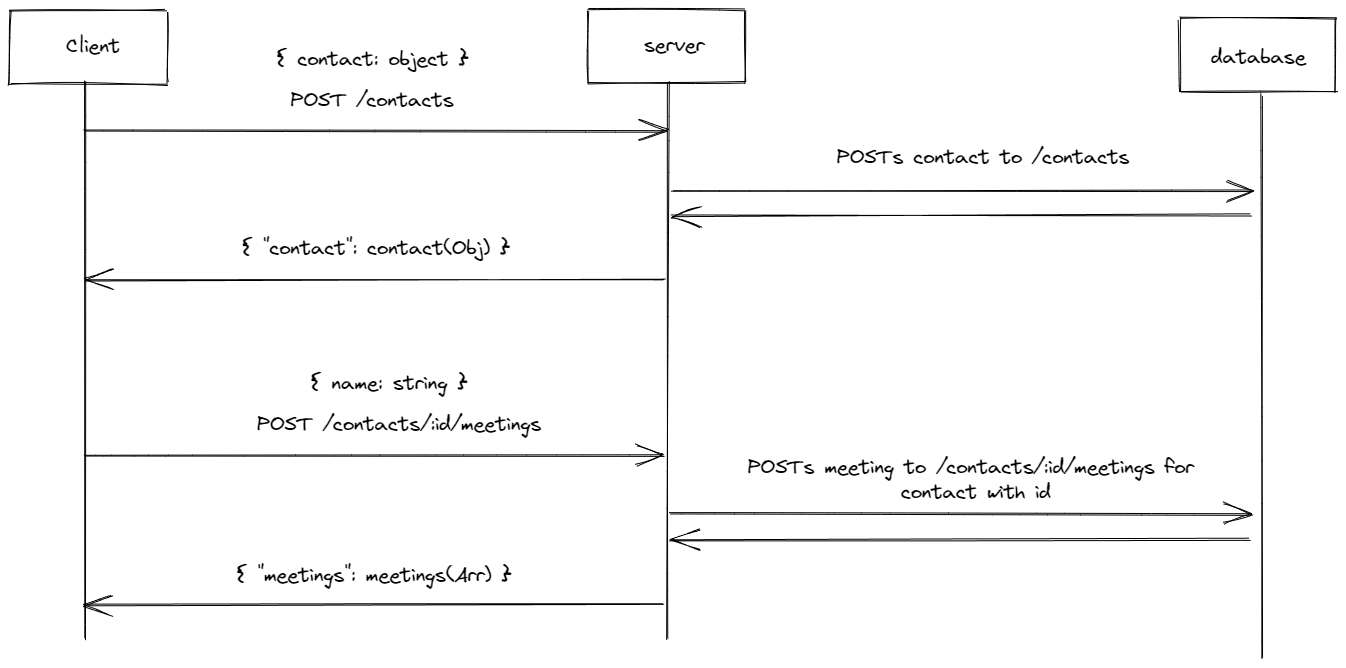 client
server
database
{ contact: object }
POST /contacts
POSTs contact to /contacts
{ "contact": contact(Obj) }
{ name: string }
POST /contacts/:id/meetings
POSTs meeting to /contacts/:id/meetings for
contact with id
{ "meetings": meetings(Arr) }